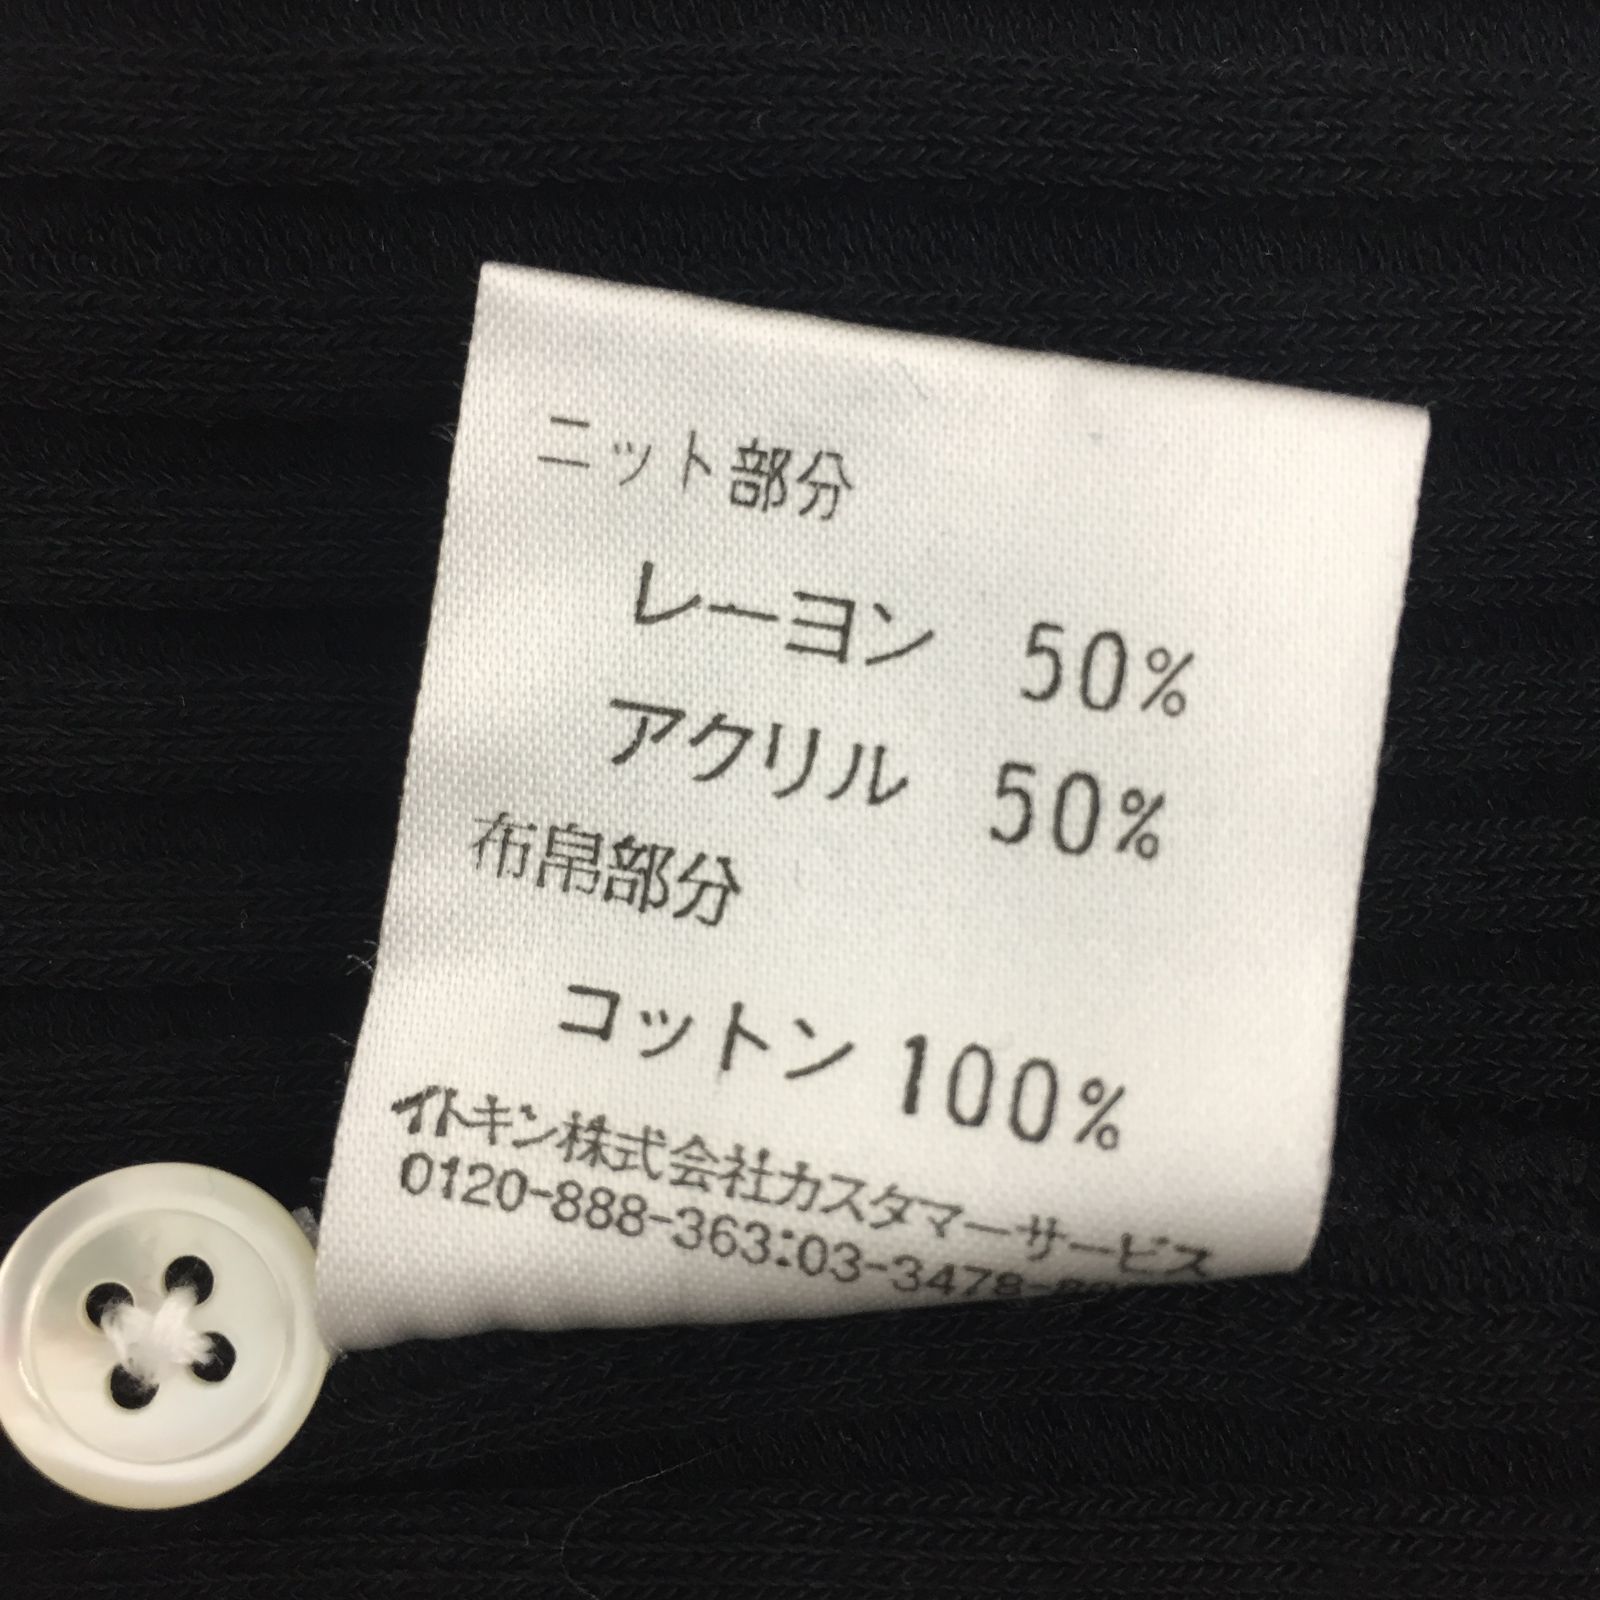 ニット部分
レーヨン 50%
アクリル 50%
布帛部分
コットン 100%
イトキン株式会社カスタマーサービス
0120-888-363:03-3478-